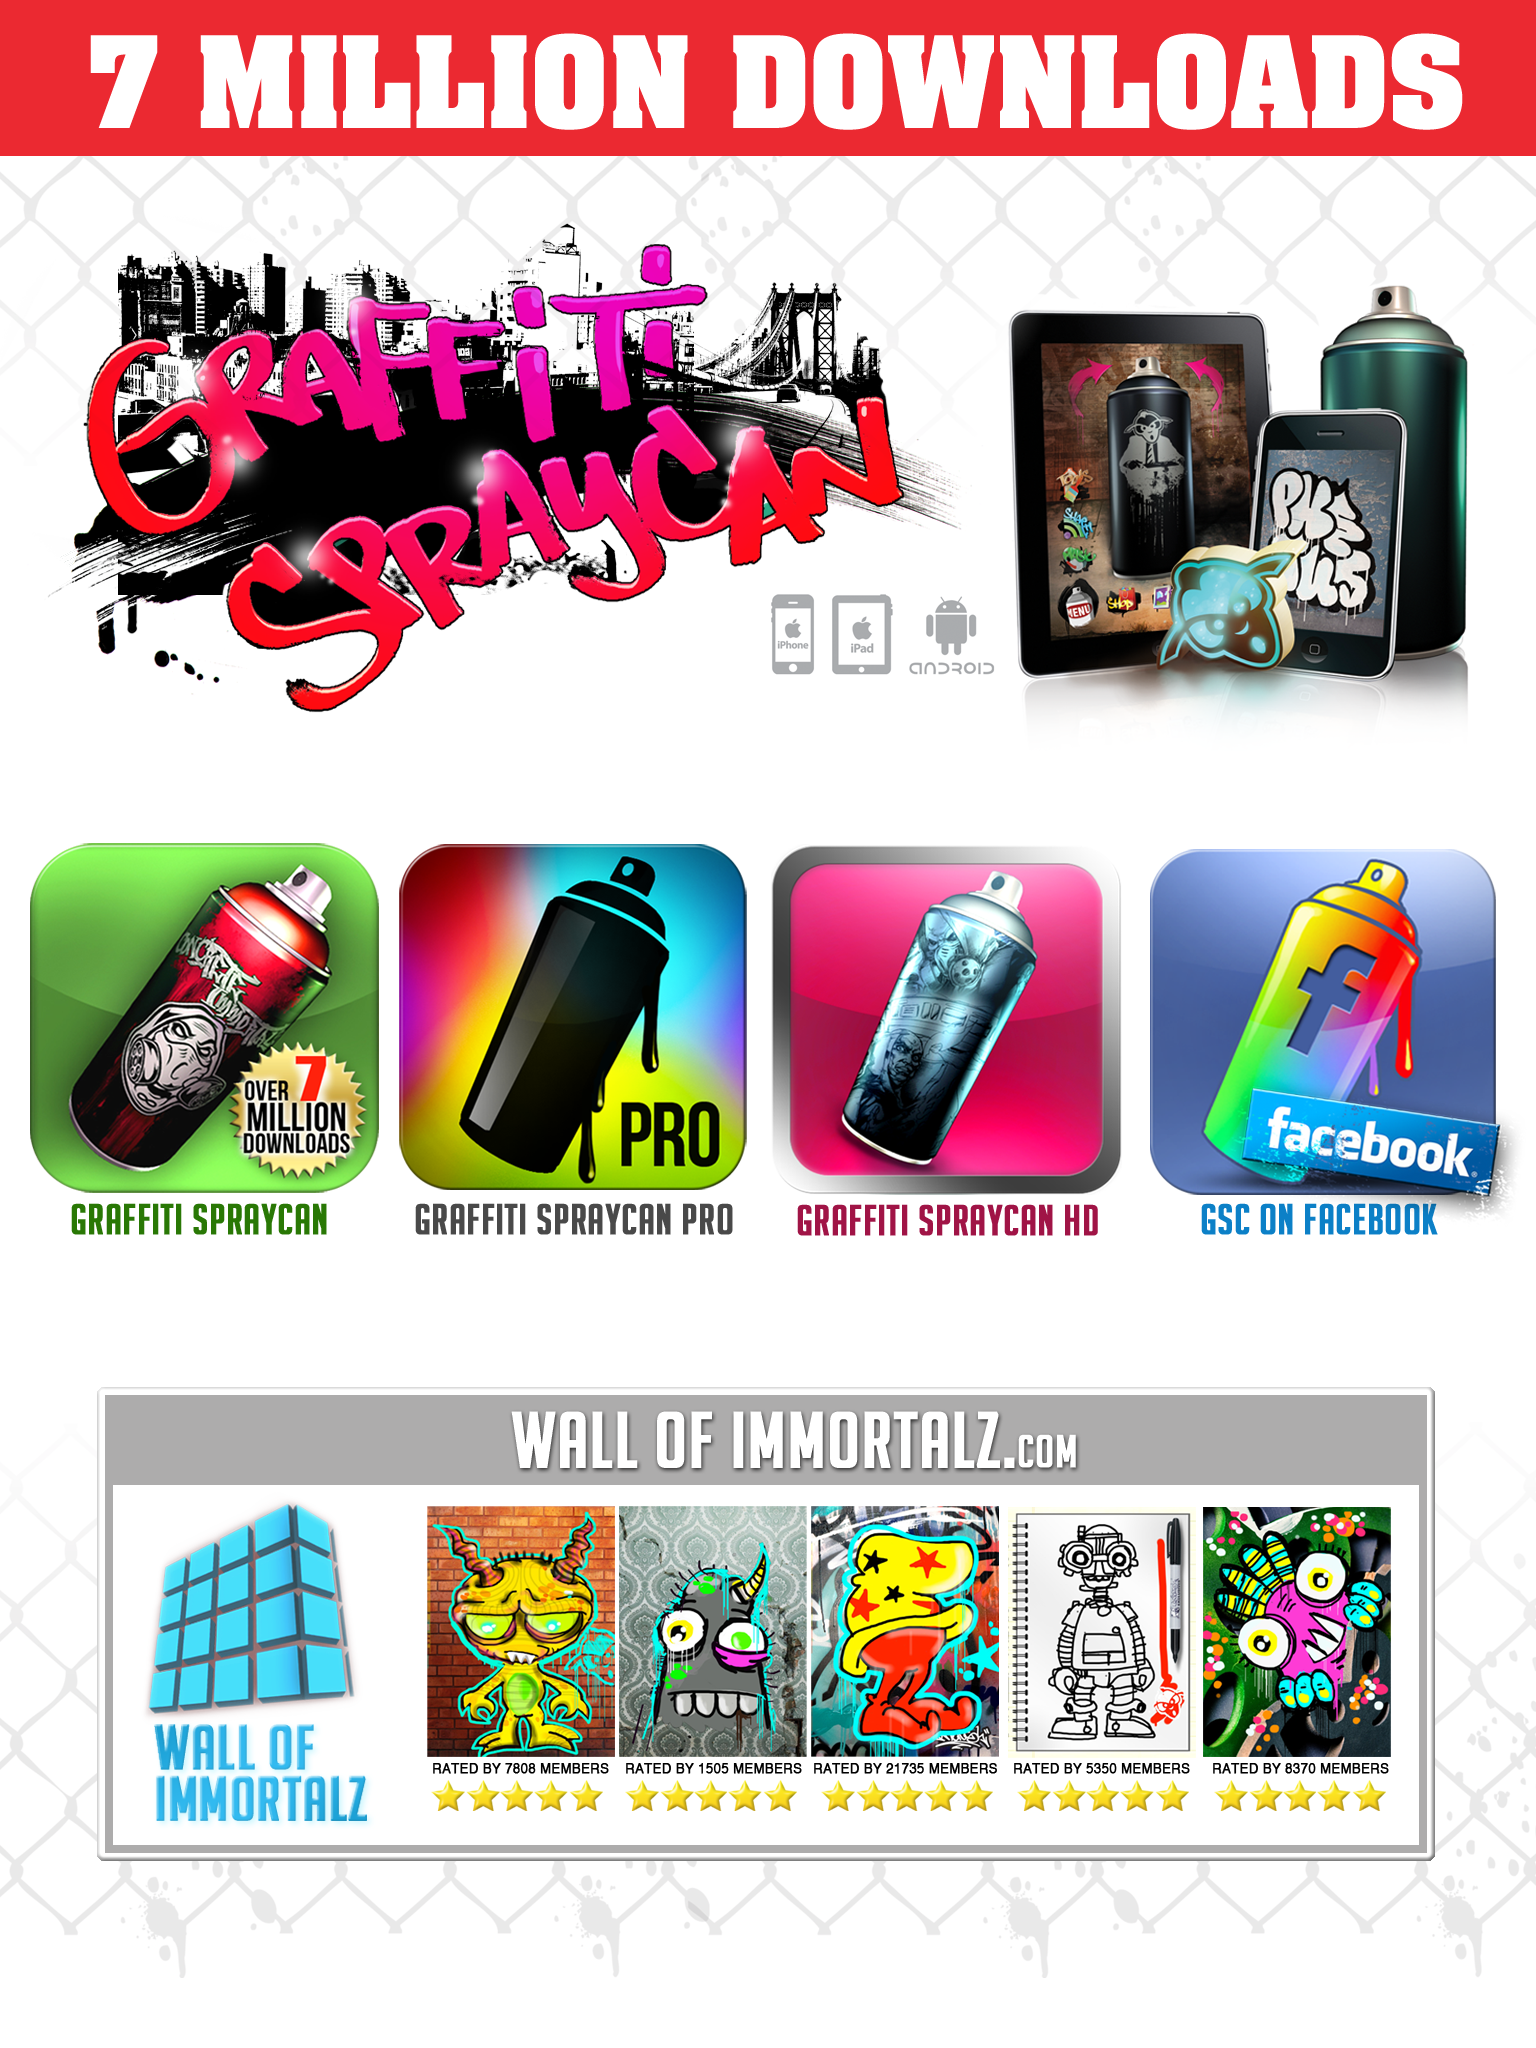 7 MILLION DOWNLOADS
GRAFFITI
SPRAYCAN
iPhone
iPad
ANDROID
MENU
SHOP
OVER 7
MILLION
DOWNLOADS
PRO
f
facebook
GRAFFITI SPRAYCAN
GRAFFITI SPRAYCAN PRO
GRAFFITI SPRAYCAN HD
GSC ON FACEBOOK
WALL OF IMMORTALZ.COM
WALL OF
IMMORTALZ
RATED BY 7808 MEMBERS
RATED BY 1505 MEMBERS
RATED BY 21735 MEMBERS
RATED BY 5350 MEMBERS
RATED BY 8370 MEMBERS